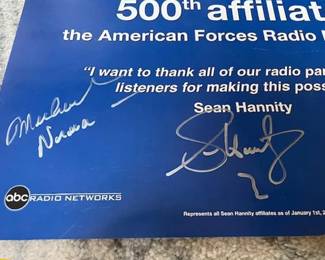 500th affiliat
the American Forces Radio
"I want to thank all of our radio par
listeners for making this poss
Sean Hannity
abc RADIO NETWORKS
Represents all Sean Hannity affiliates as of January 1st, 2